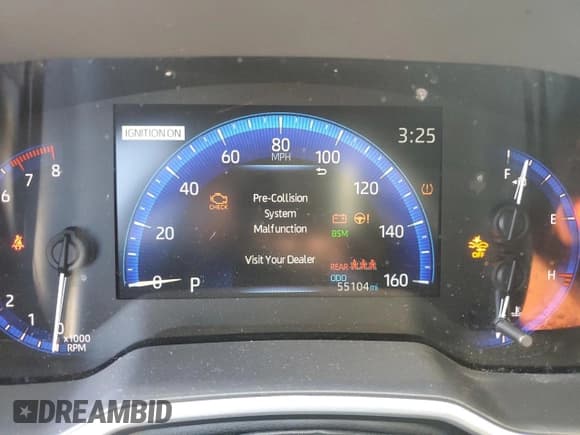 IGNITION ON
3:25
80
MPH
60
100
40
120
20
140
0
160
CHECK
Pre-Collision
System
Malfunction
Visit Your Dealer
BSM
REAR
ODO
55104 mi
P
6
7
8
2
1
0
x1000
RPM
F
E
H
OFF
DREAMBID